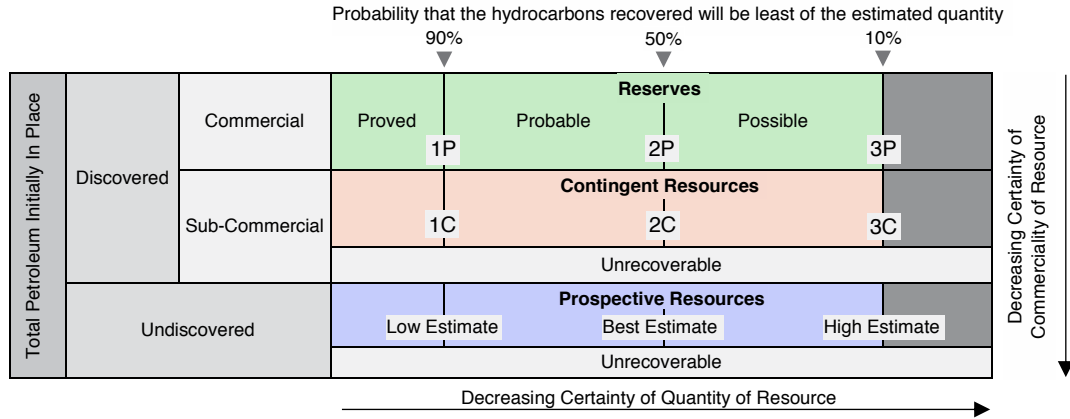 Probability that the hydrocarbons recovered will be least of the estimated quantity
90%
50%
10%
Total Petroleum Initially In Place
Discovered
Commercial
Reserves
Proved
Probable
Possible
1P
2P
3P
Sub-Commercial
Contingent Resources
1C
2C
3C
Unrecoverable
Undiscovered
Prospective Resources
Low Estimate
Best Estimate
High Estimate
Unrecoverable
Decreasing Certainty of
Commerciality of Resource
Decreasing Certainty of Quantity of Resource